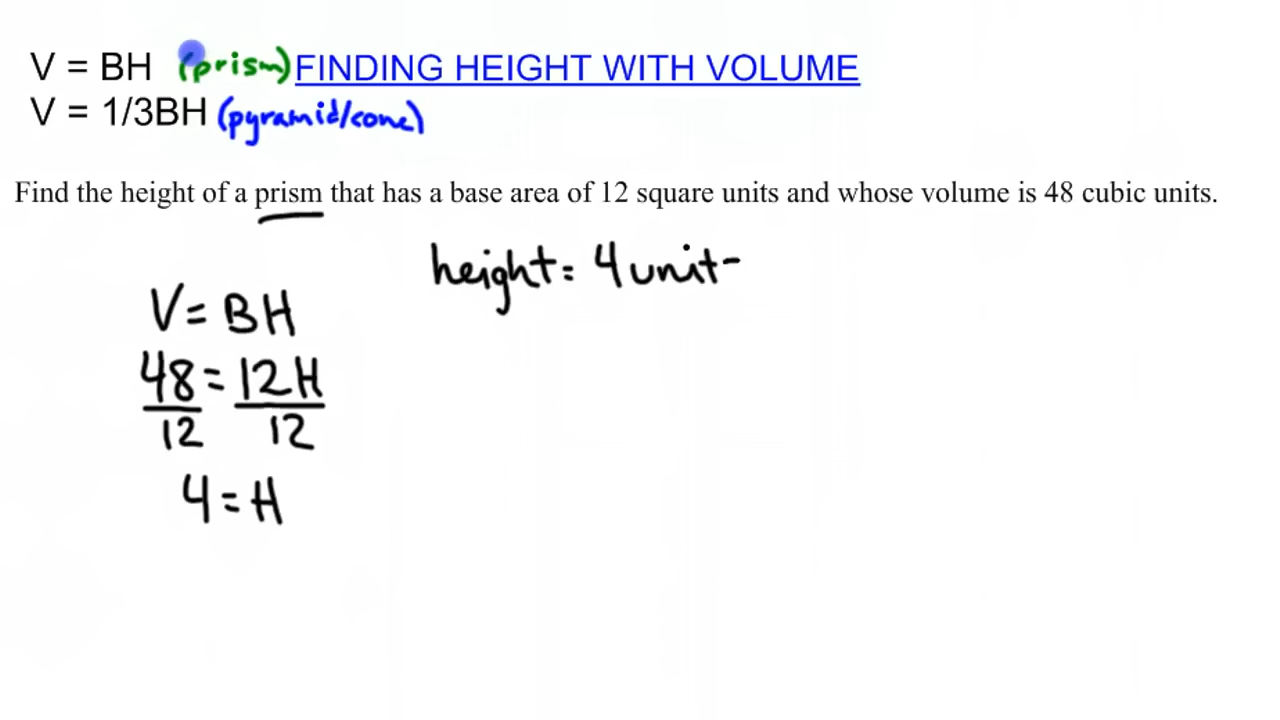 V = BH (prism) FINDING HEIGHT WITH VOLUME
V = 1/3BH (pyramid/cone)
Find the height of a prism that has a base area of 12 square units and whose volume is 48 cubic units.
height = 4 unit
V = BH
48 = 12H
12 12
4 = H